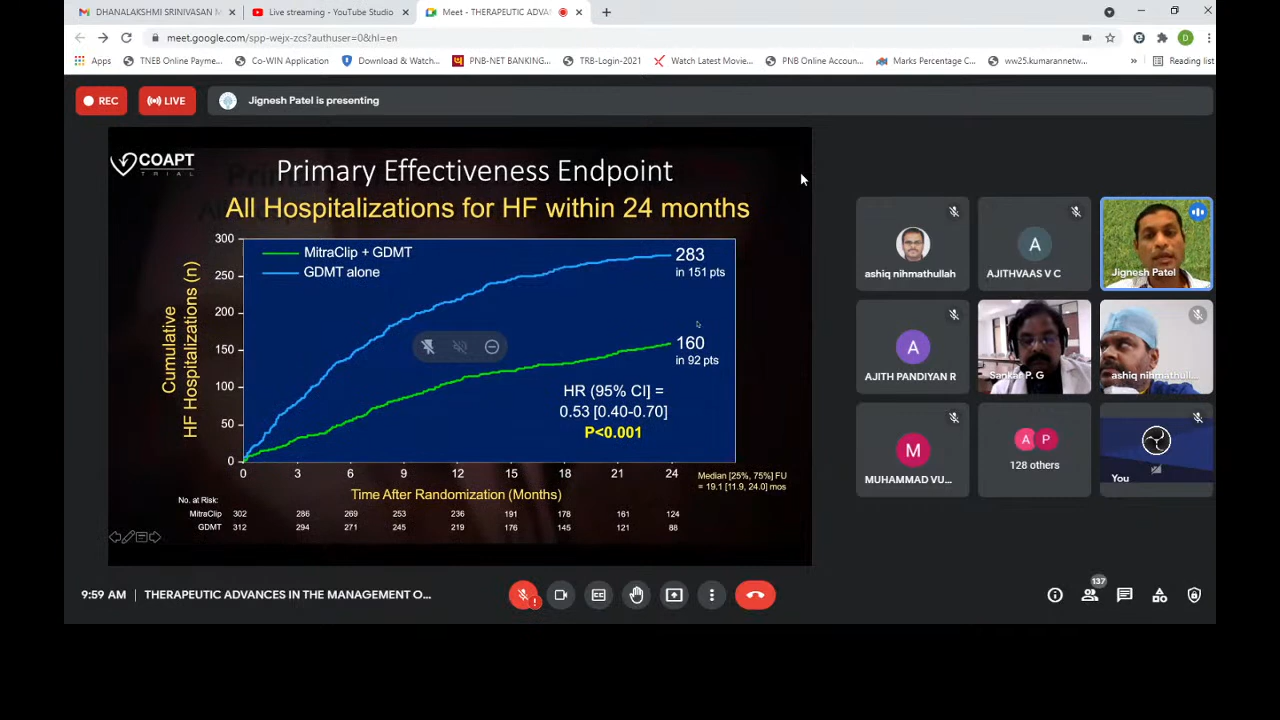 DHANALAKSHMI SRINIVASAN M
Live streaming - YouTube Studio
Meet - THERAPEUTIC ADVAN
meet.google.com/spp-wejx-zcs?authuser=0&hl=en
Apps
TNEB Online Payme...
Co-WIN Application
Download & Watch...
PNB-NET BANKING...
TRB-Login-2021
Watch Latest Movie...
PNB Online Accoun...
Marks Percentage C...
ww25.kumarannetw...
Reading list
REC
LIVE
Jignesh Patel is presenting
COAPT
TRIAL
Primary Effectiveness Endpoint
All Hospitalizations for HF within 24 months
Cumulative
HF Hospitalizations (n)
300
250
200
150
100
50
0
MitraClip + GDMT
GDMT alone
283
in 151 pts
160
in 92 pts
HR (95% CI] =
0.53 [0.40-0.70]
P<0.001
0 3 6 9 12 15 18 21 24
Time After Randomization (Months)
Median [25%, 75%] FU
= 19.1 [11.9, 24.0] mos
No. at Risk:
MitraClip 302 286 269 253 236 191 178 161 124
GDMT 312 294 271 245 219 176 145 121 88
ashiq nihmathullah
A
AJITHVAAS V C
Jignesh Patel
A
AJITH PANDIYAN R
Sankar P. G
ashiq nihmathull...
M
MUHAMMAD VU...
A P
128 others
You
9:59 AM | THERAPEUTIC ADVANCES IN THE MANAGEMENT O...
137